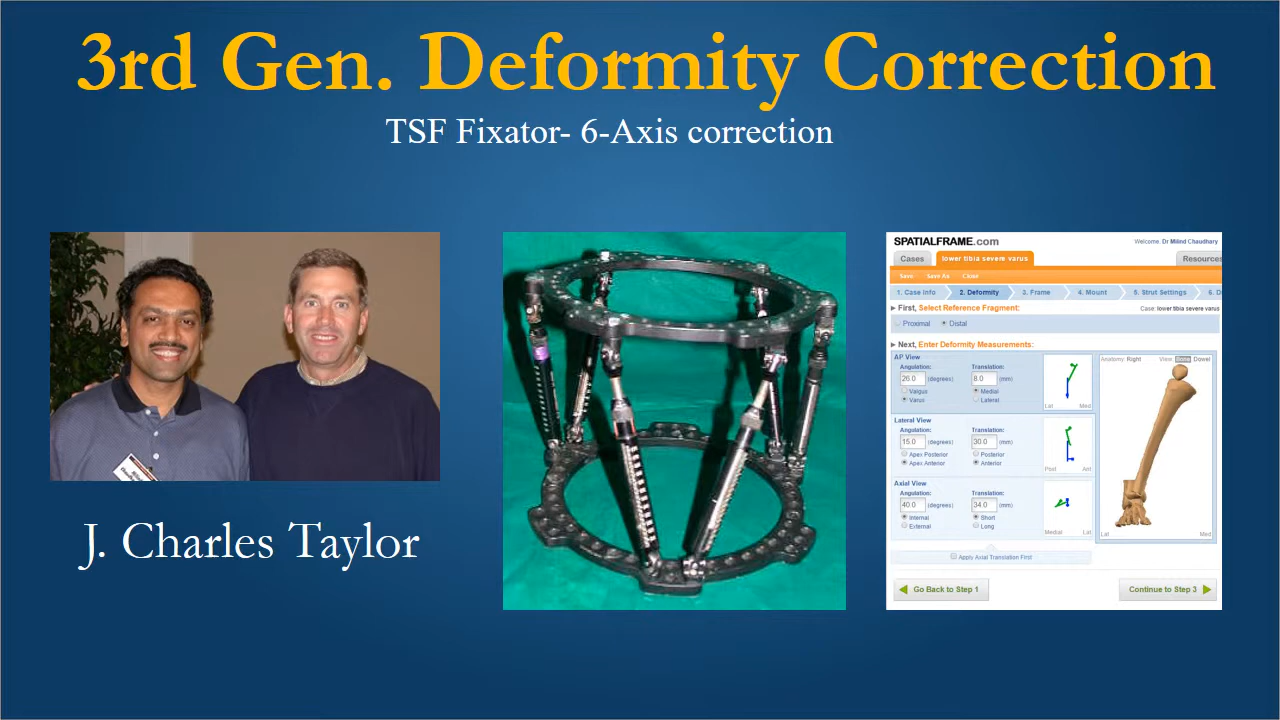 3rd Gen. Deformity Correction
TSF Fixator- 6-Axis correction
J. Charles Taylor
SPATIALFRAME.com
Welcome, Dr Milind Chaudhary
Cases
lower tibia severe varus
Resources
Save
Save As
Close
1. Case Info
2. Deformity
3. Frame
4. Mount
5. Strut Settings
6. D
First, Select Reference Fragment:
Case: lower tibia severe varus
Proximal
Distal
Next, Enter Deformity Measurements:
AP View
Angulation:
Translation:
26.0 (degrees)
8.0 (mm)
Valgus
Medial
Varus
Lateral
Lat
Med
Lateral View
Angulation:
Translation:
15.0 (degrees)
30.0 (mm)
Apex Posterior
Posterior
Apex Anterior
Anterior
Post
Ant
Axial View
Angulation:
Translation:
40.0 (degrees)
34.0 (mm)
Internal
Short
External
Long
Medial
Lat
Apply Axial Translation First
Anatomy: Right
View: Bone Dowel
Lat
Med
Go Back to Step 1
Continue to Step 3